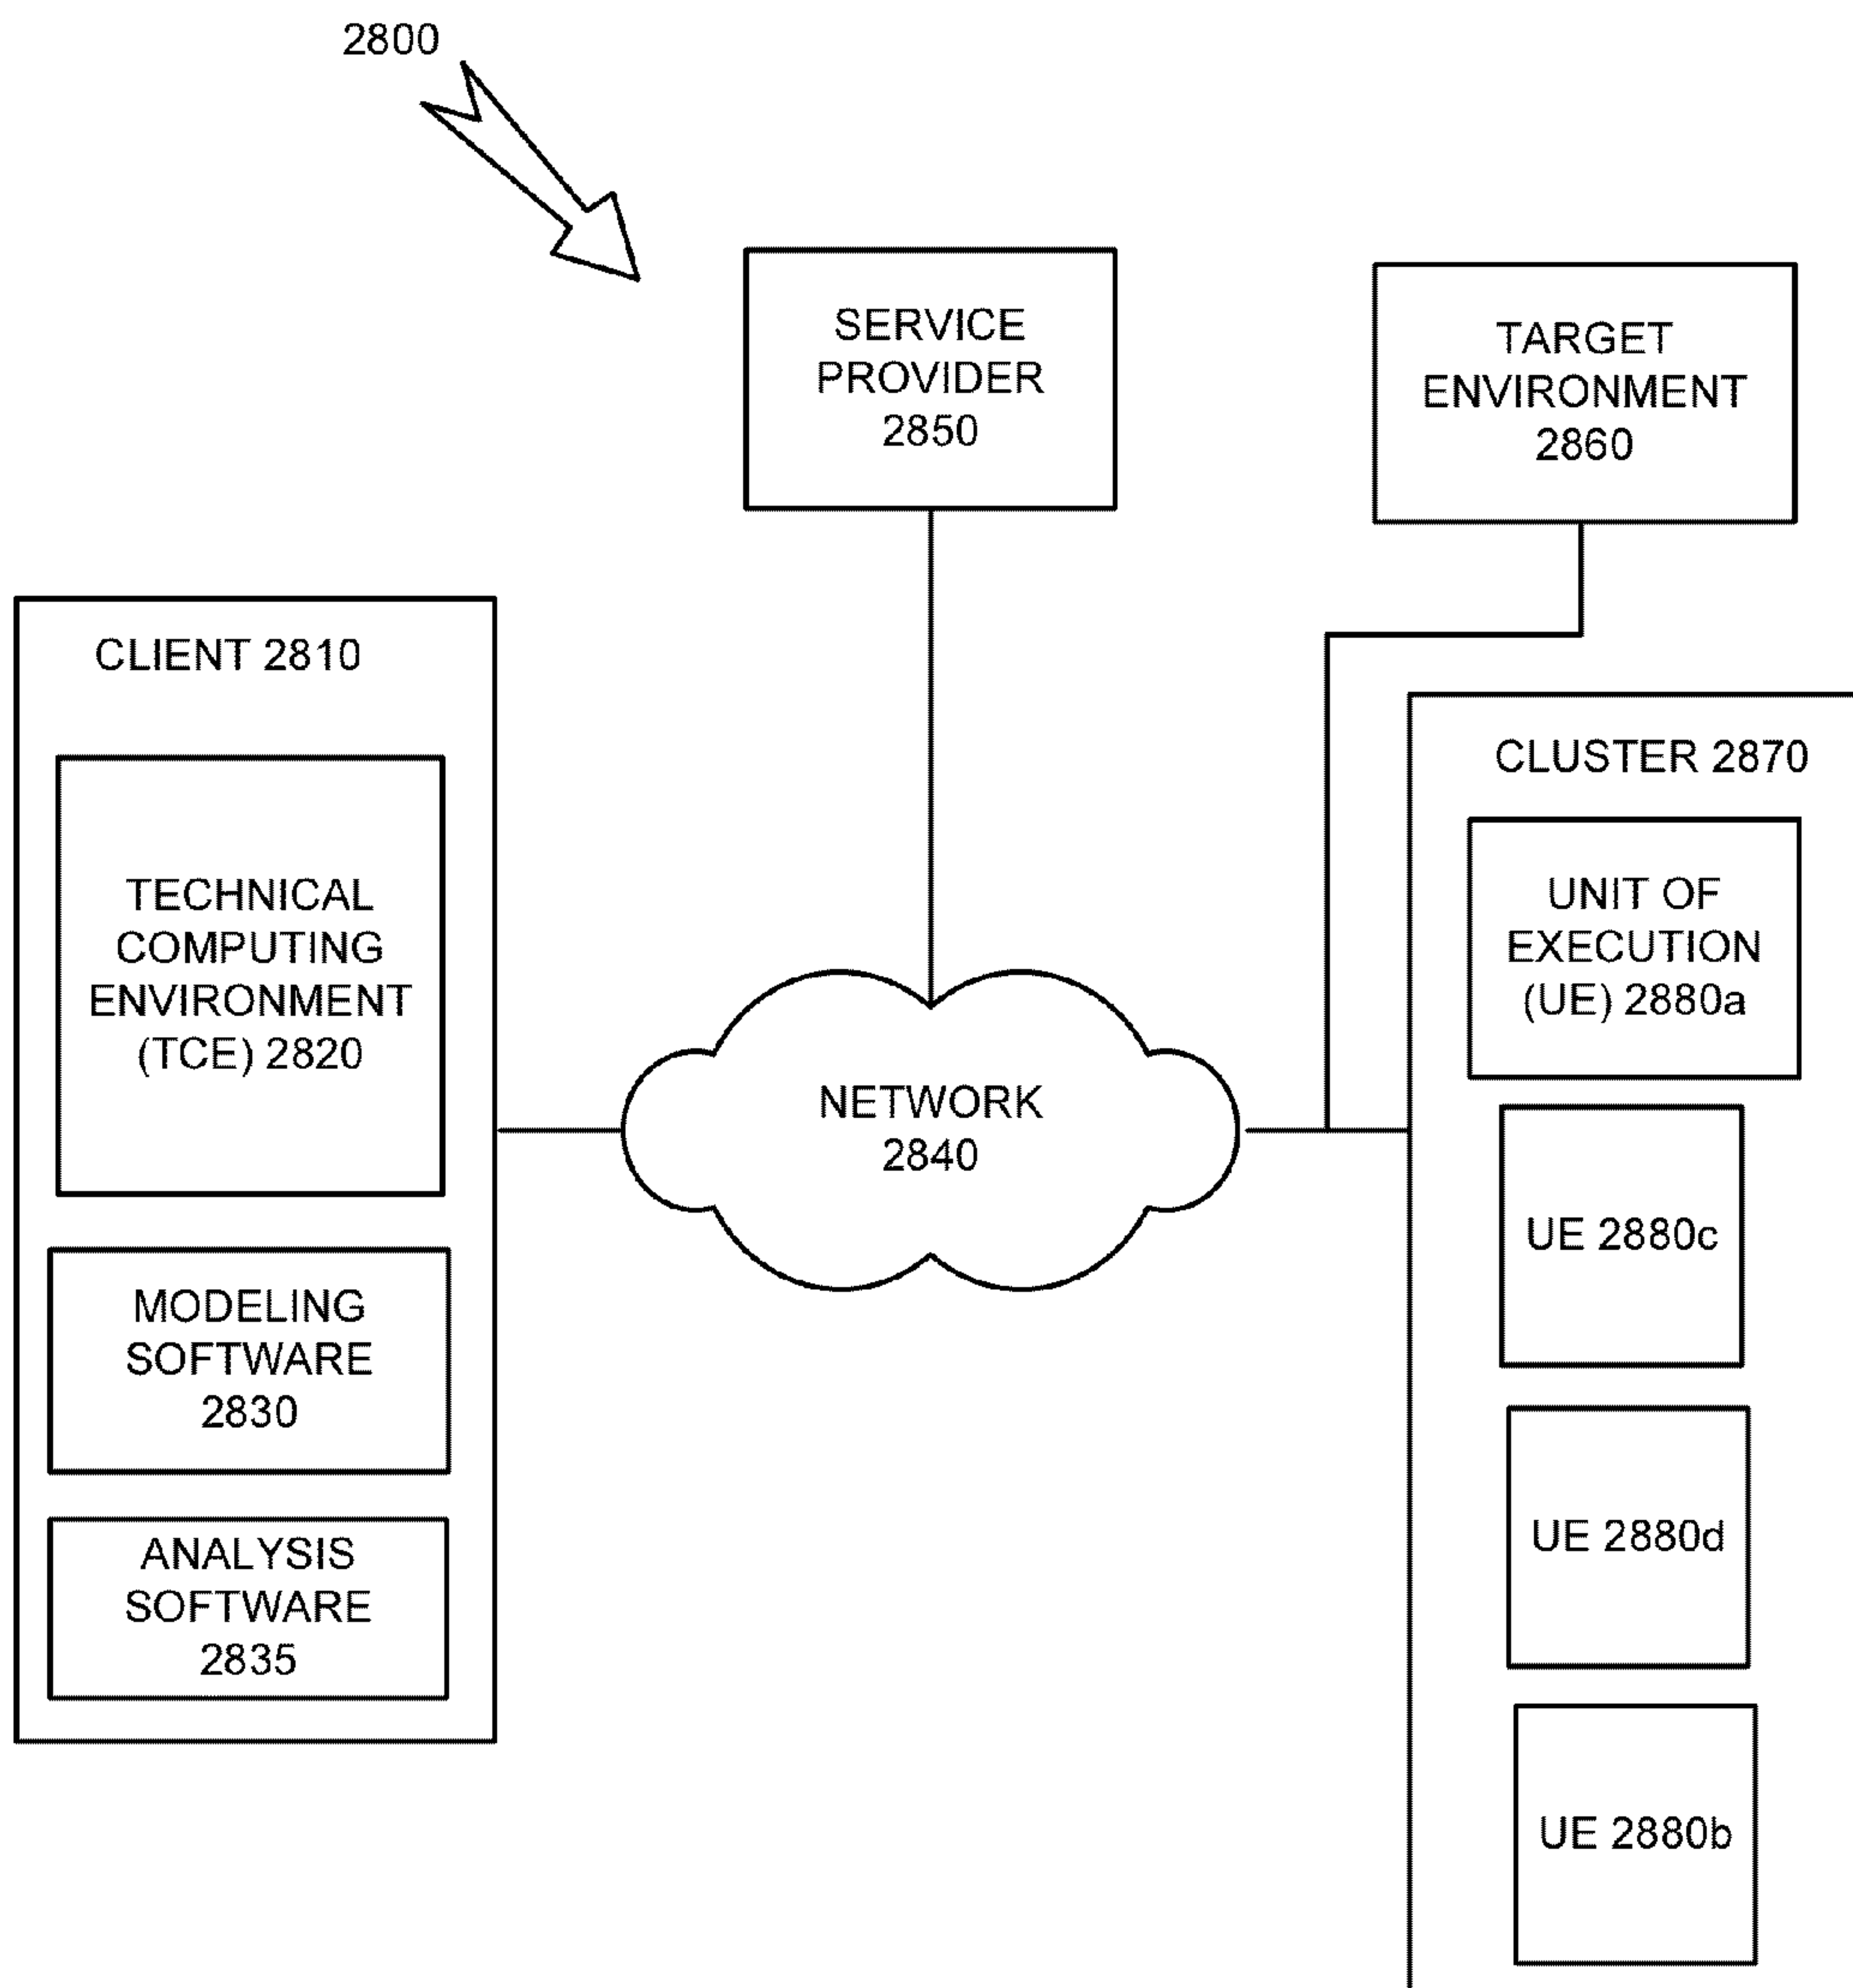 2800
SERVICE
PROVIDER
2850
TARGET
ENVIRONMENT
2860
CLIENT 2810
TECHNICAL
COMPUTING
ENVIRONMENT
(TCE) 2820
MODELING
SOFTWARE
2830
ANALYSIS
SOFTWARE
2835
NETWORK
2840
CLUSTER 2870
UNIT OF
EXECUTION
(UE) 2880a
UE 2880c
UE 2880d
UE 2880b